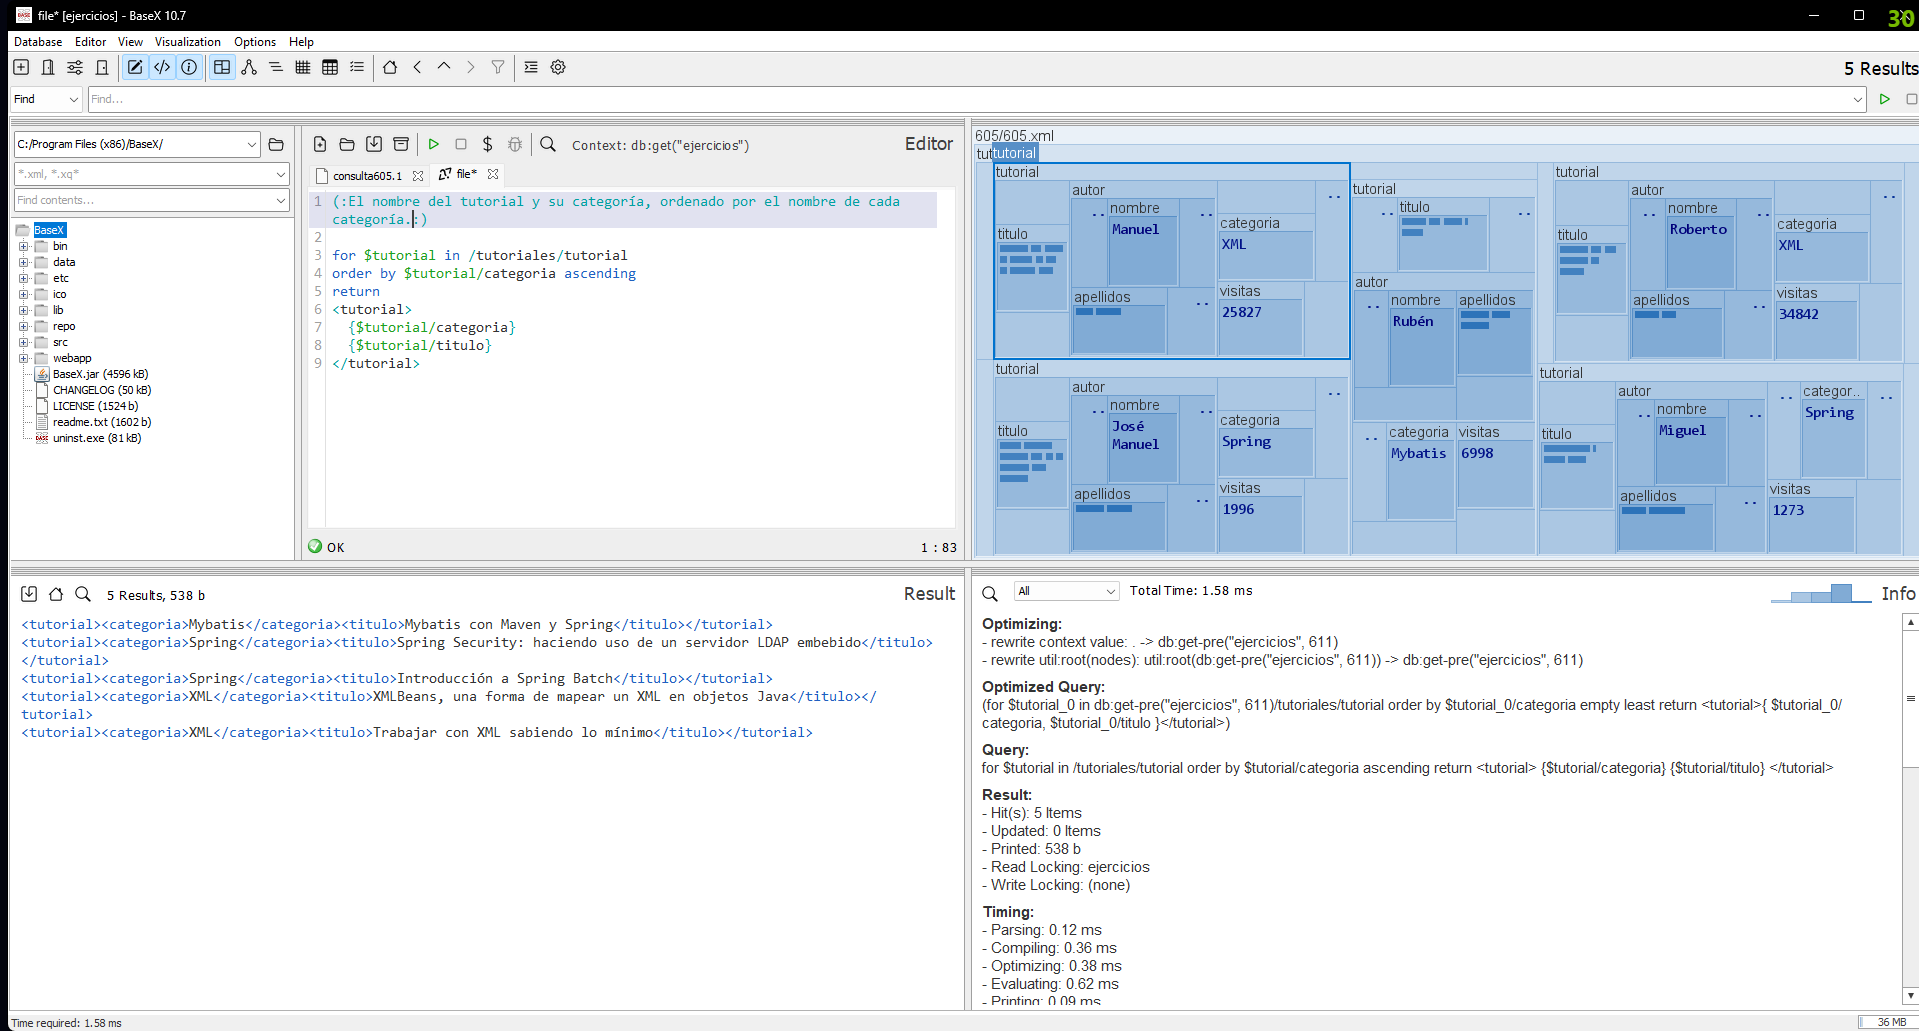 file* [ejercicios] - BaseX 10.7
30
Database Editor View Visualization Options Help
5 Results
Find
Find...
C:/Program Files (x86)/BaseX/
*.xml, *.xq*
Find contents...
BaseX
bin
data
etc
ico
lib
repo
src
webapp
BaseX.jar (4596 kB)
CHANGELOG (50 kB)
LICENSE (1524 b)
readme.txt (1602 b)
uninst.exe (81 kB)
Context: db:get("ejercicios")
Editor
consulta605.1
file*
1 (:El nombre del tutorial y su categoría, ordenado por el nombre de cada
categoría.:)
2
3 for $tutorial in /tutoriales/tutorial
4 order by $tutorial/categoria ascending
5 return
6 <tutorial>
7 {$tutorial/categoria}
8 {$tutorial/titulo}
9 </tutorial>
OK
1 : 83
605/605.xml
tut
tutorial
tutorial
titulo
autor
nombre
Manuel
apellidos
categoria
XML
visitas
25827
tutorial
titulo
autor
nombre
José
Manuel
apellidos
categoria
Spring
visitas
1996
tutorial
titulo
autor
nombre
Rubén
apellidos
categoria
Mybatis
visitas
6998
tutorial
titulo
autor
nombre
Roberto
apellidos
categoria
XML
visitas
34842
tutorial
titulo
autor
nombre
Miguel
apellidos
categor..
Spring
visitas
1273
5 Results, 538 b
Result
<tutorial><categoria>Mybatis</categoria><titulo>Mybatis con Maven y Spring</titulo></tutorial>
<tutorial><categoria>Spring</categoria><titulo>Spring Security: haciendo uso de un servidor LDAP embebido</titulo>
</tutorial>
<tutorial><categoria>Spring</categoria><titulo>Introducción a Spring Batch</titulo></tutorial>
<tutorial><categoria>XML</categoria><titulo>XMLBeans, una forma de mapear un XML en objetos Java</titulo></
tutorial>
<tutorial><categoria>XML</categoria><titulo>Trabajar con XML sabiendo lo mínimo</titulo></tutorial>
All
Total Time: 1.58 ms
Info
Optimizing:
- rewrite context value: . -> db:get-pre("ejercicios", 611)
- rewrite util:root(nodes): util:root(db:get-pre("ejercicios", 611)) -> db:get-pre("ejercicios", 611)
Optimized Query:
(for $tutorial_0 in db:get-pre("ejercicios", 611)/tutoriales/tutorial order by $tutorial_0/categoria empty least return <tutorial>{ $tutorial_0/
categoria, $tutorial_0/titulo }</tutorial>)
Query:
for $tutorial in /tutoriales/tutorial order by $tutorial/categoria ascending return <tutorial> {$tutorial/categoria} {$tutorial/titulo} </tutorial>
Result:
- Hit(s): 5 Items
- Updated: 0 Items
- Printed: 538 b
- Read Locking: ejercicios
- Write Locking: (none)
Timing:
- Parsing: 0.12 ms
- Compiling: 0.36 ms
- Optimizing: 0.38 ms
- Evaluating: 0.62 ms
- Printing: 0.09 ms
Time required: 1.58 ms
36 MB